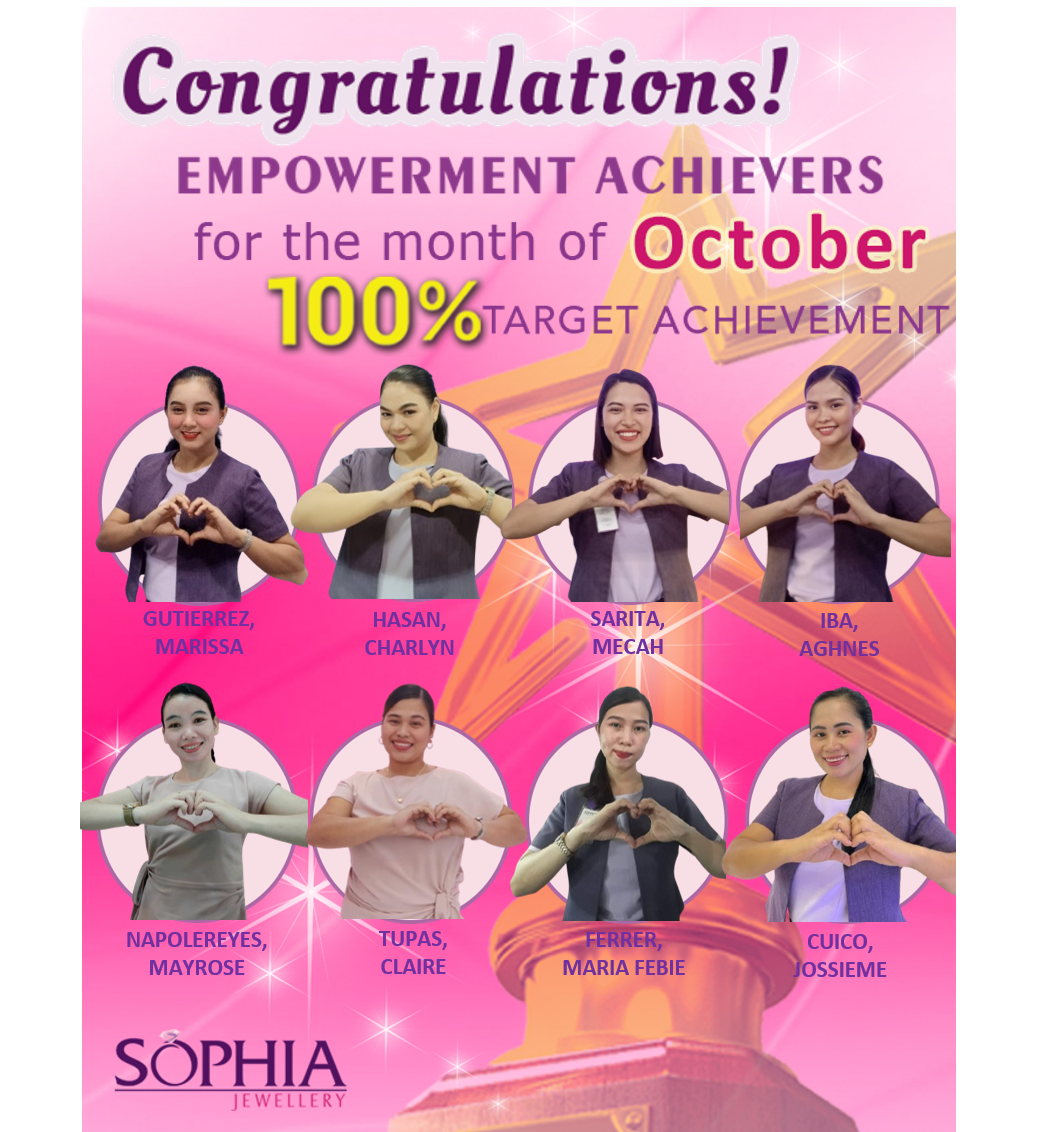 Congratulations!
EMPOWERMENT ACHIEVERS
for the month of October
100% TARGET ACHIEVEMENT
GUTIERREZ,
MARISSA
HASAN,
CHARLYN
SARITA,
MECAH
IBA,
AGHNES
NAPOLEREYES,
MAYROSE
TUPAS,
CLAIRE
FERRER,
MARIA FEBIE
CUICO,
JOSSIEME
SOPHIA
JEWELLERY